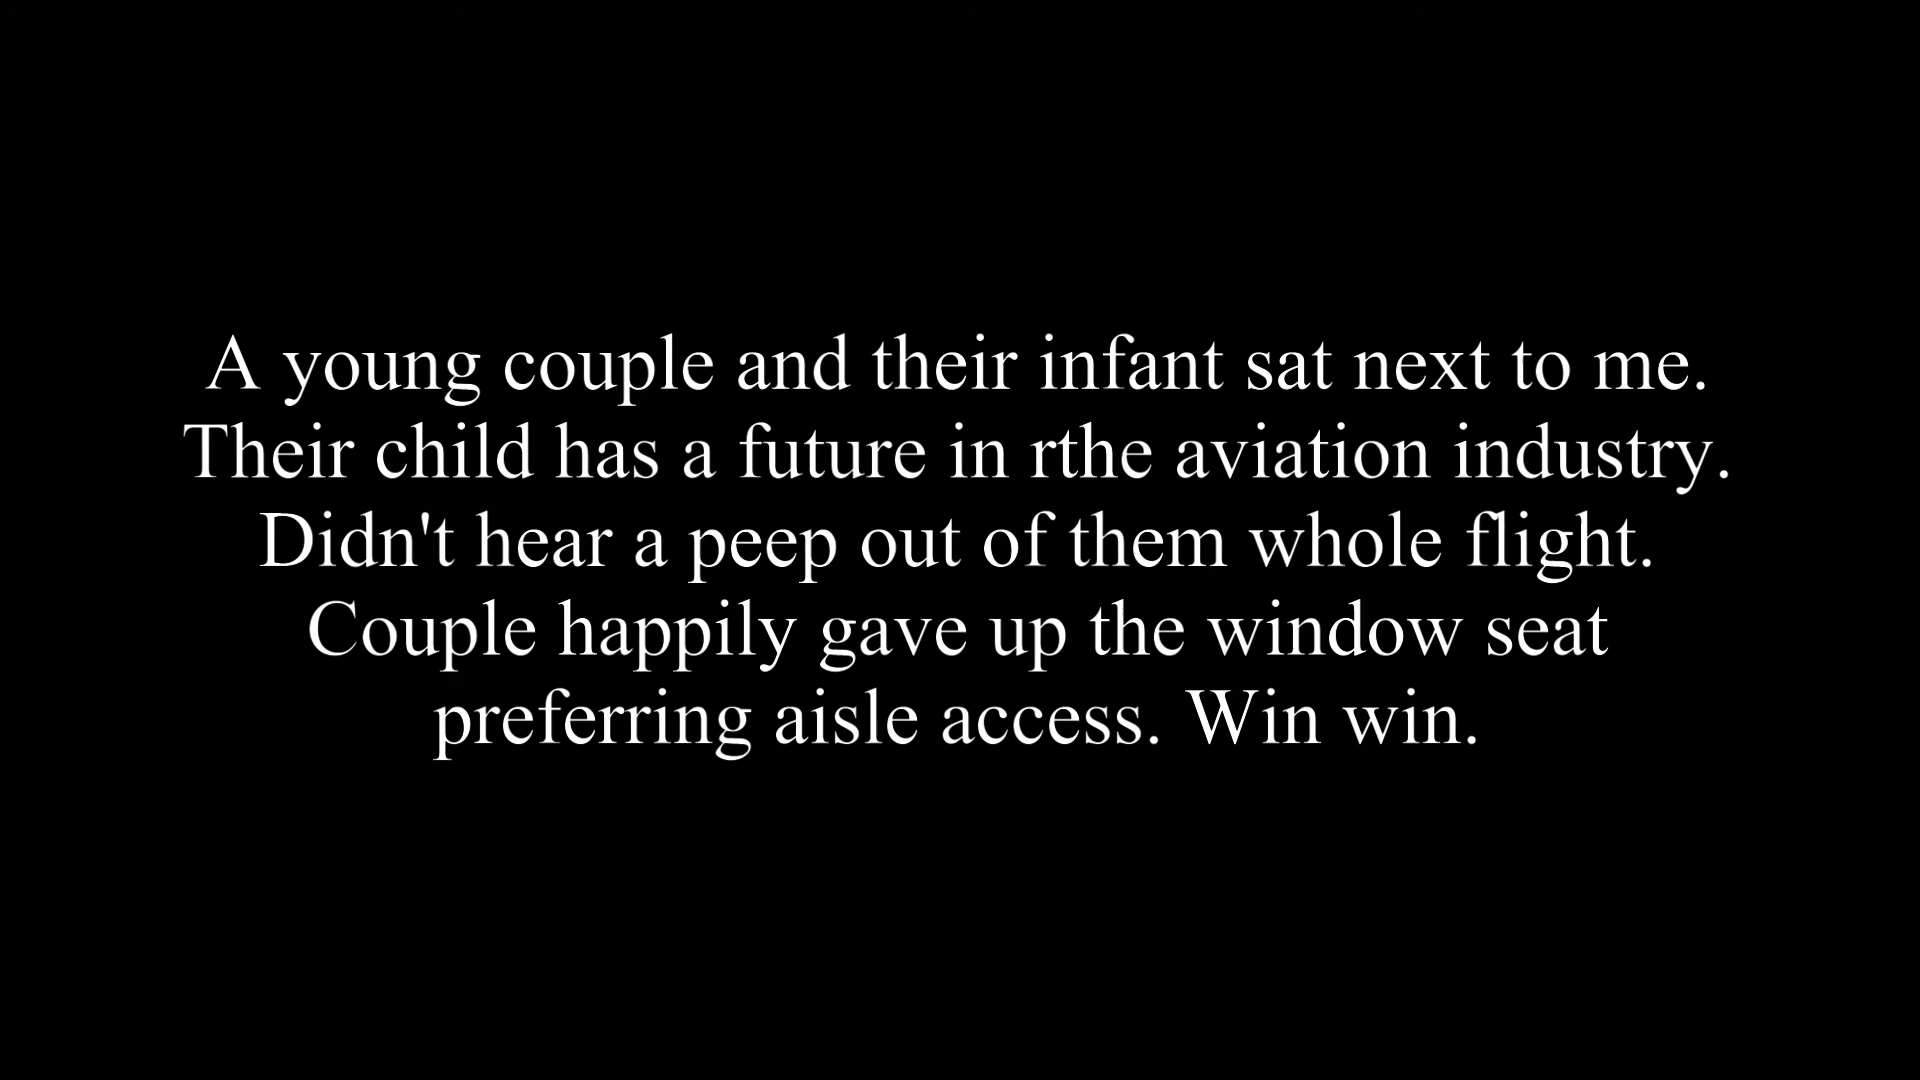 A young couple and their infant sat next to me.
Their child has a future in rthe aviation industry.
Didn't hear a peep out of them whole flight.
Couple happily gave up the window seat
preferring aisle access. Win win.